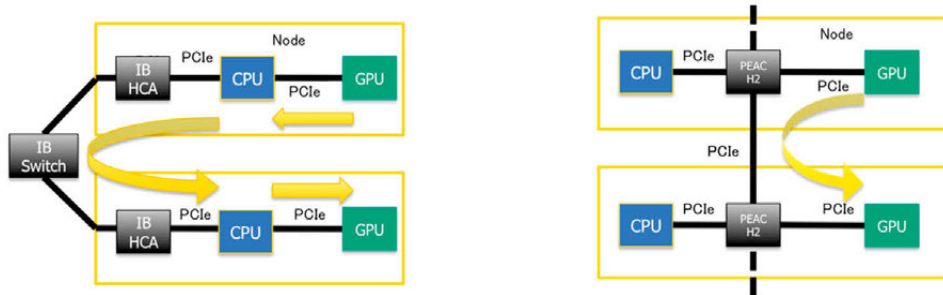 Node
PCIe
IB
HCA
CPU
PCIe
GPU
IB
Switch
PCIe
PCIe
IB
HCA
CPU
GPU
Node
CPU
PCIe
PEAC
H2
PCIe
GPU
PCIe
CPU
PCIe
PEAC
H2
PCIe
GPU